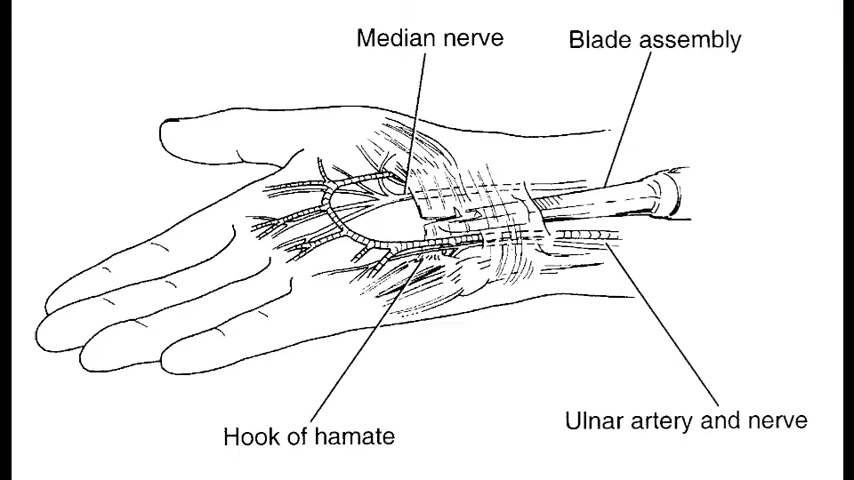 Median nerve
Blade assembly
Hook of hamate
Ulnar artery and nerve